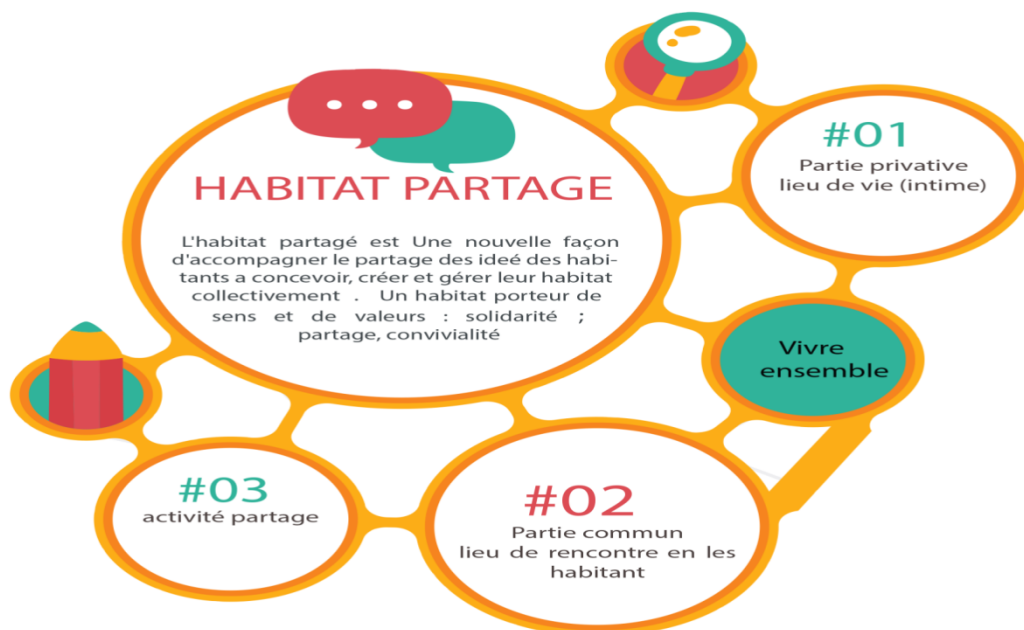 HABITAT PARTAGE
L'habitat partagé est Une nouvelle façon
d'accompagner le partage des ideé des habi-
tants a concevoir, créer et gérer leur habitat
collectivement . Un habitat porteur de
sens et de valeurs : solidarité ;
partage, convivialité
#01
Partie privative
lieu de vie (intime)
Vivre
ensemble
#02
Partie commun
lieu de rencontre en les
habitant
#03
activité partage